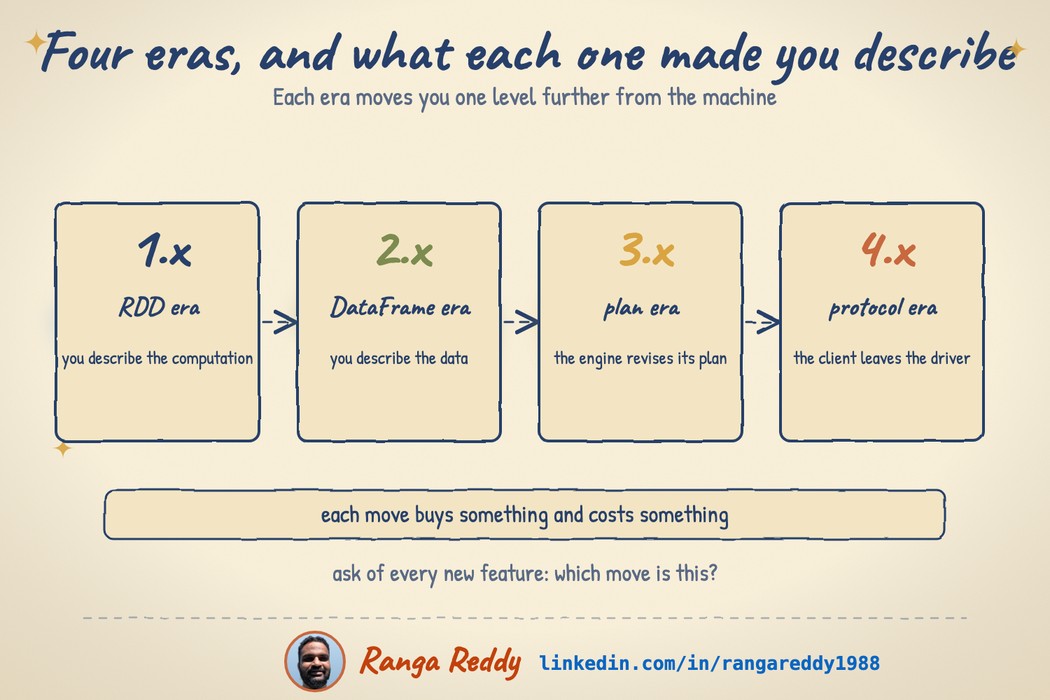 Four eras, and what each one made you describe
Each era moves you one level further from the machine
1.x
RDD era
you describe the computation
2.x
DataFrame era
you describe the data
3.x
plan era
the engine revises its plan
4.x
protocol era
the client leaves the driver
each move buys something and costs something
ask of every new feature: which move is this?
Ranga Reddy
linkedin.com/in/rangareddy1988